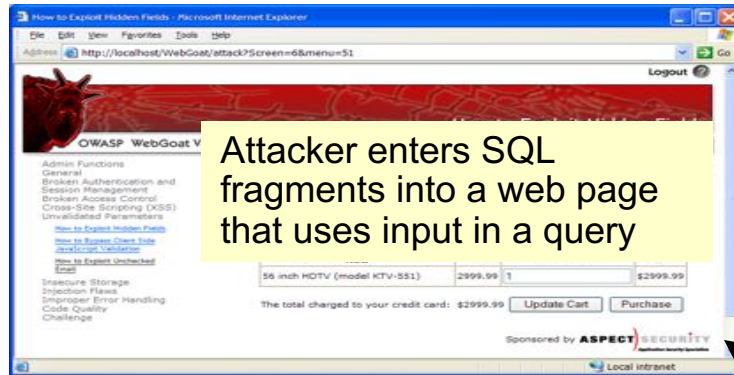 How to Exploit Hidden Fields - Microsoft Internet Explorer
File Edit View Favorites Tools Help
Address http://localhost/WebGoat/attack?Screen=6&menu=51 Go
Logout ?
OWASP WebGoat V
Attacker enters SQL
fragments into a web page
that uses input in a query
Admin Functions
General
Broken Authentication and
Session Management
Broken Access Control
Cross-Site Scripting (XSS)
Unvalidated Parameters
How to Exploit Hidden Fields
How to Bypass Client Side
JavaScript Validation
How to Exploit Unchecked
Email
Insecure Storage
Injection Flaws
Improper Error Handling
Code Quality
Challenge
56 inch HDTV (model KTV-551) 2999.99 1 $2999.99
The total charged to your credit card: $2999.99 Update Cart Purchase
Sponsored by ASPECT SECURITY
Application Security Specialists
Local intranet